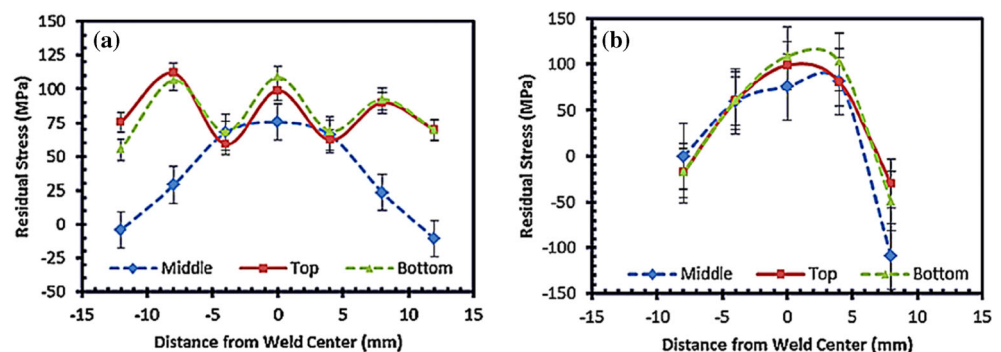 (a)
Residual Stress (MPa)
150
125
100
75
50
25
0
-25
-50
Middle Top Bottom
-15 -10 -5 0 5 10 15
Distance from Weld Center (mm)
(b)
Residual Stress (MPa)
150
100
50
0
-50
-100
-150
Middle Top Bottom
-15 -10 -5 0 5 10 15
Distance from Weld Center (mm)